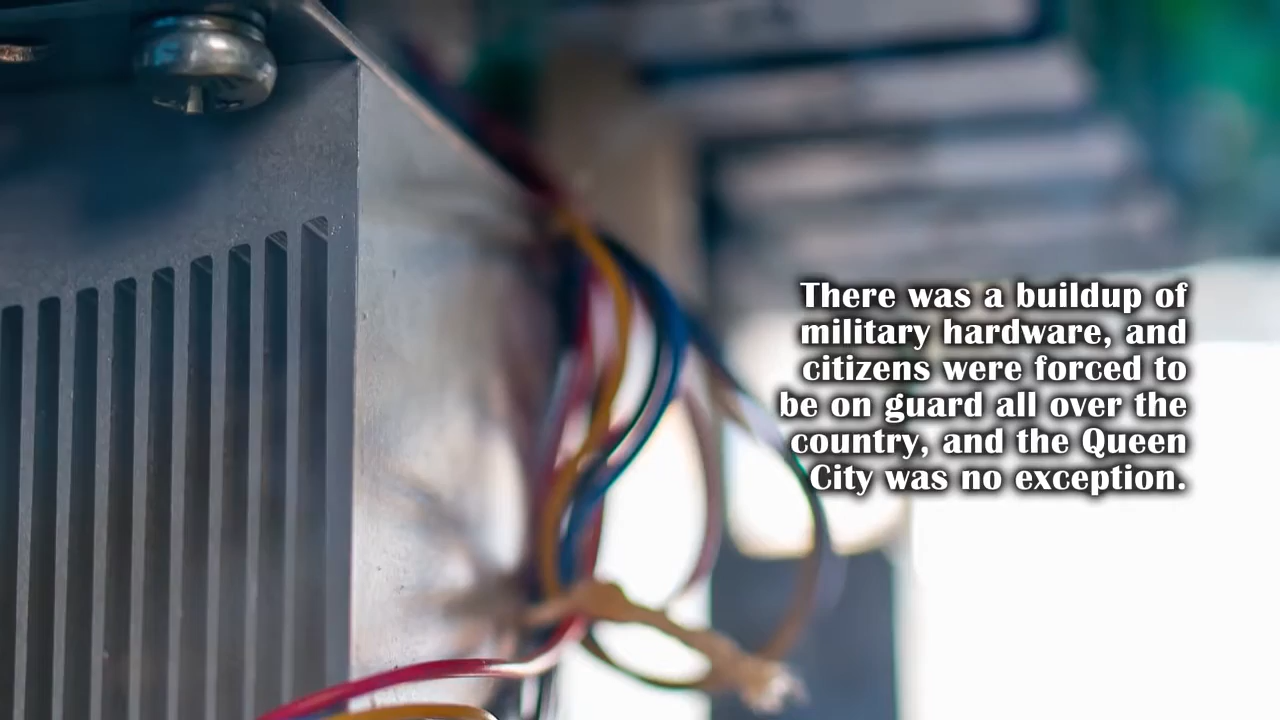 There was a buildup of
military hardware, and
citizens were forced to
be on guard all over the
country, and the Queen
City was no exception.